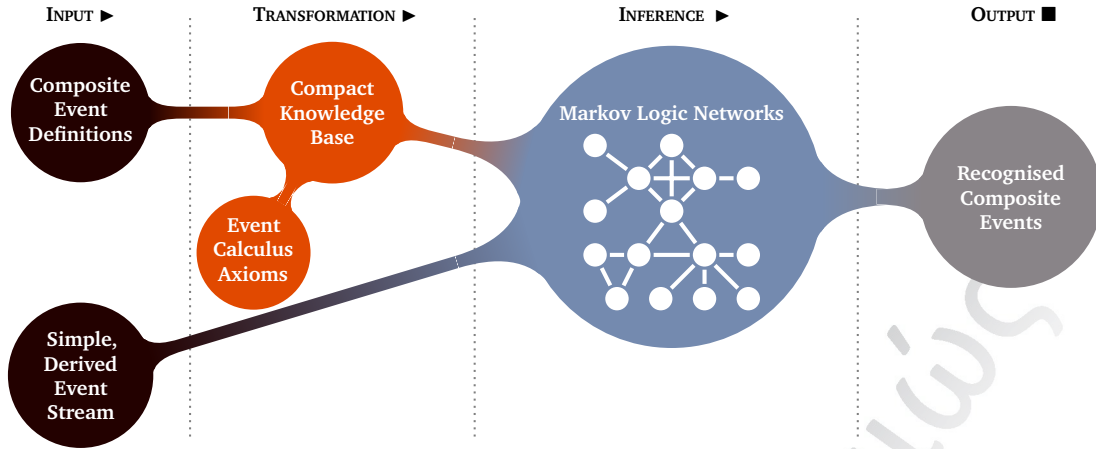 INPUT ▶
TRANSFORMATION ▶
INFERENCE ▶
OUTPUT ■
Composite
Event
Definitions
Compact
Knowledge
Base
Event
Calculus
Axioms
Simple,
Derived
Event
Stream
Markov Logic Networks
Recognised
Composite
Events